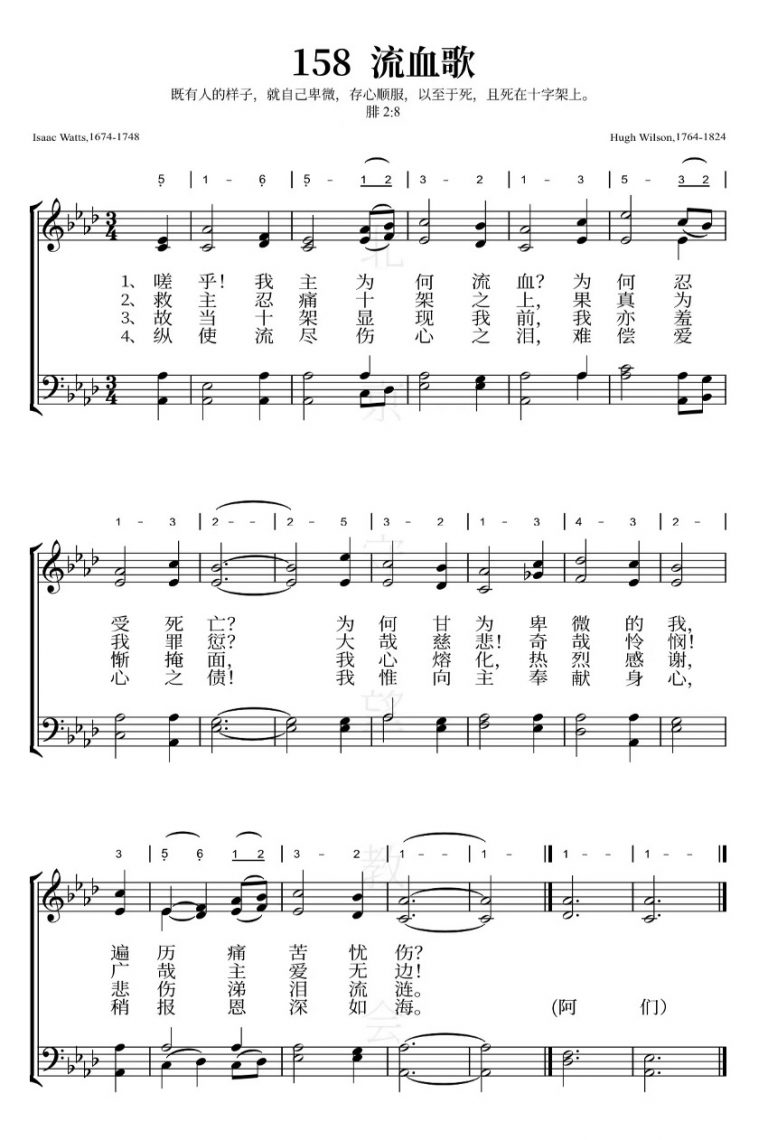 158 流血歌
既有人的样子，就自己卑微，存心顺服，以至于死，且死在十字架上。
腓 2:8
Isaac Watts,1674-1748
Hugh Wilson,1764-1824
5̣ | 1 - 6̣ | 5̣ - 1 2 | 3 - 2 | 1 - 3 | 5 - 3 2 |
1、嗟乎！我主为何流血？为何忍
2、救主忍痛十架之上，果真为
3、故当十架显现我前，我亦羞
4、纵使流尽伤心之泪，难偿爱
1 - 3 | 2 - - | 2 - 5 | 3 - 2 | 1 - 3 | 4 - 3 | 2 - |
受死亡？为何甘为卑微的我，
我罪愆？大哉慈悲！奇哉怜悯！
惭掩面，我心熔化，热烈感谢，
心之债！我惟向主奉献身心，
3 | 5̣ 6̣ 1 2 | 3 - 2 | 1 - - | 1 - || 1 - | 1 - ||
遍历痛苦忧伤？
广哉主爱无边！
悲伤涕泪流涟。
稍报恩深如海。(阿们）
北京守望教会